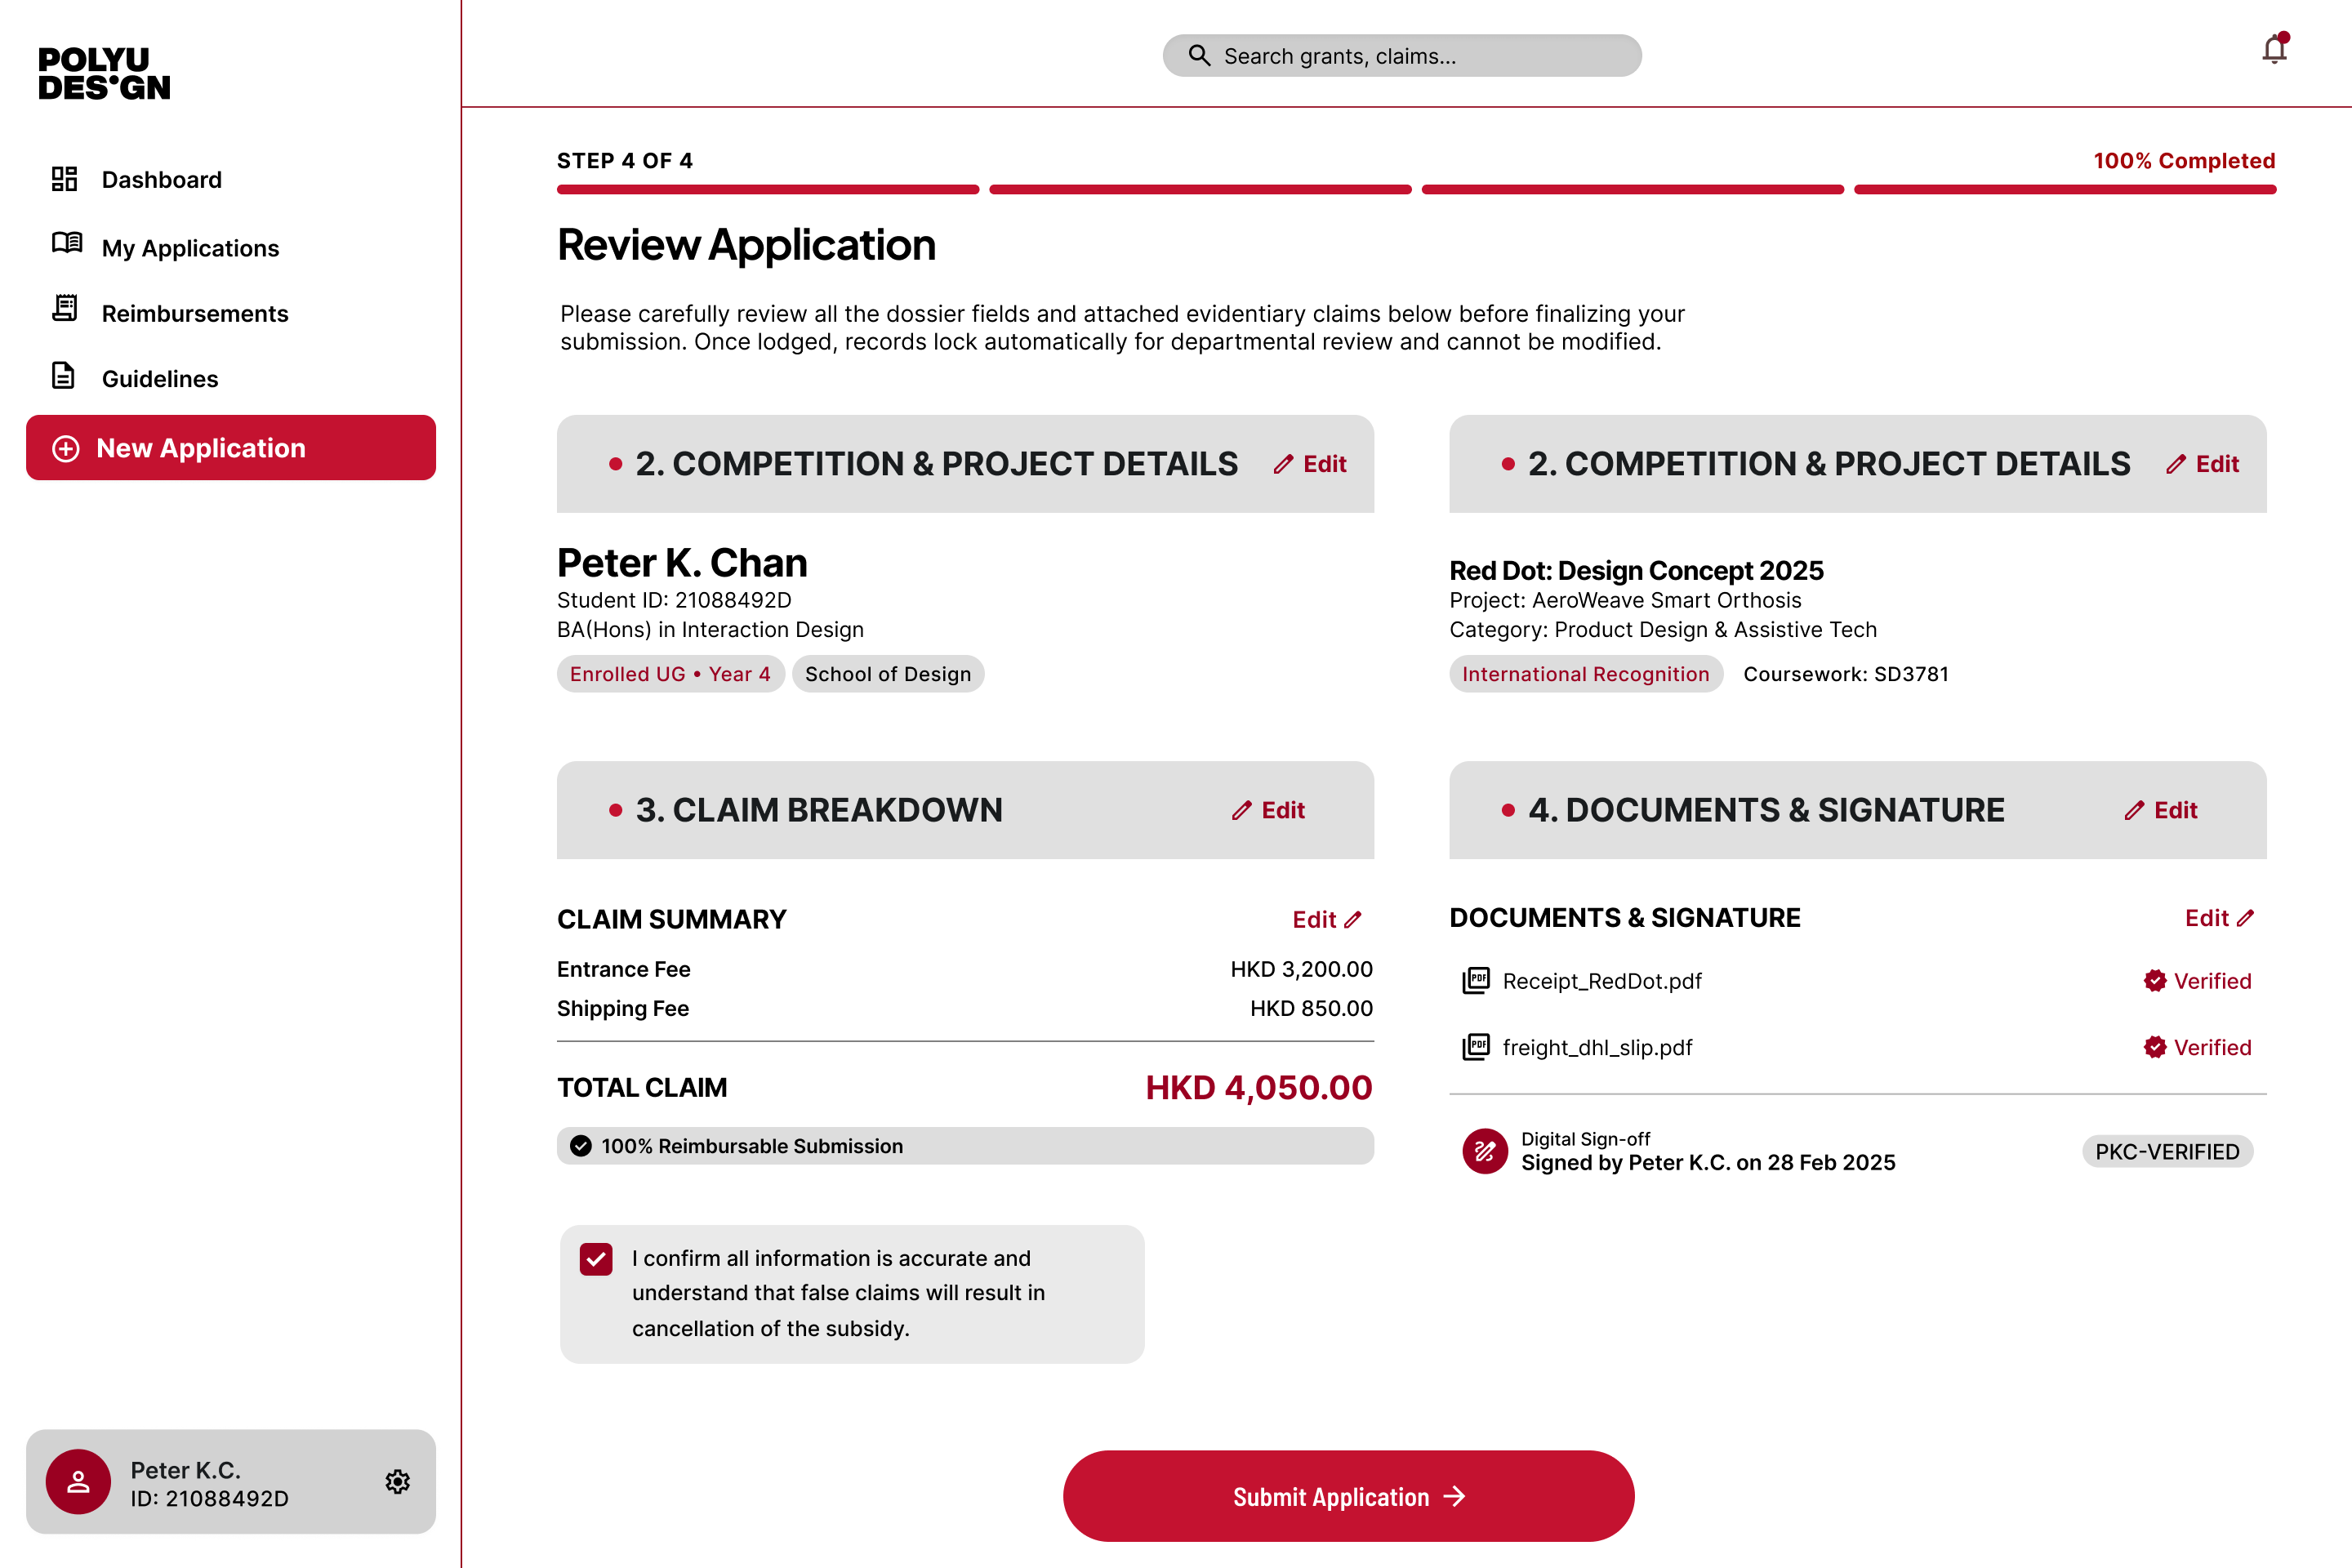 POLYU
DES•GN
Dashboard
My Applications
Reimbursements
Guidelines
New Application
Peter K.C.
ID: 21088492D
Search grants, claims...
STEP 4 OF 4
100% Completed
Review Application
Please carefully review all the dossier fields and attached evidentiary claims below before finalizing your
submission. Once lodged, records lock automatically for departmental review and cannot be modified.
2. COMPETITION & PROJECT DETAILS
Edit
Peter K. Chan
Student ID: 21088492D
BA(Hons) in Interaction Design
Enrolled UG • Year 4
School of Design
2. COMPETITION & PROJECT DETAILS
Edit
Red Dot: Design Concept 2025
Project: AeroWeave Smart Orthosis
Category: Product Design & Assistive Tech
International Recognition
Coursework: SD3781
3. CLAIM BREAKDOWN
Edit
CLAIM SUMMARY
Edit
Entrance Fee
HKD 3,200.00
Shipping Fee
HKD 850.00
TOTAL CLAIM
HKD 4,050.00
100% Reimbursable Submission
4. DOCUMENTS & SIGNATURE
Edit
DOCUMENTS & SIGNATURE
Edit
PDF
Receipt_RedDot.pdf
Verified
PDF
freight_dhl_slip.pdf
Verified
Digital Sign-off
Signed by Peter K.C. on 28 Feb 2025
PKC-VERIFIED
I confirm all information is accurate and
understand that false claims will result in
cancellation of the subsidy.
Submit Application